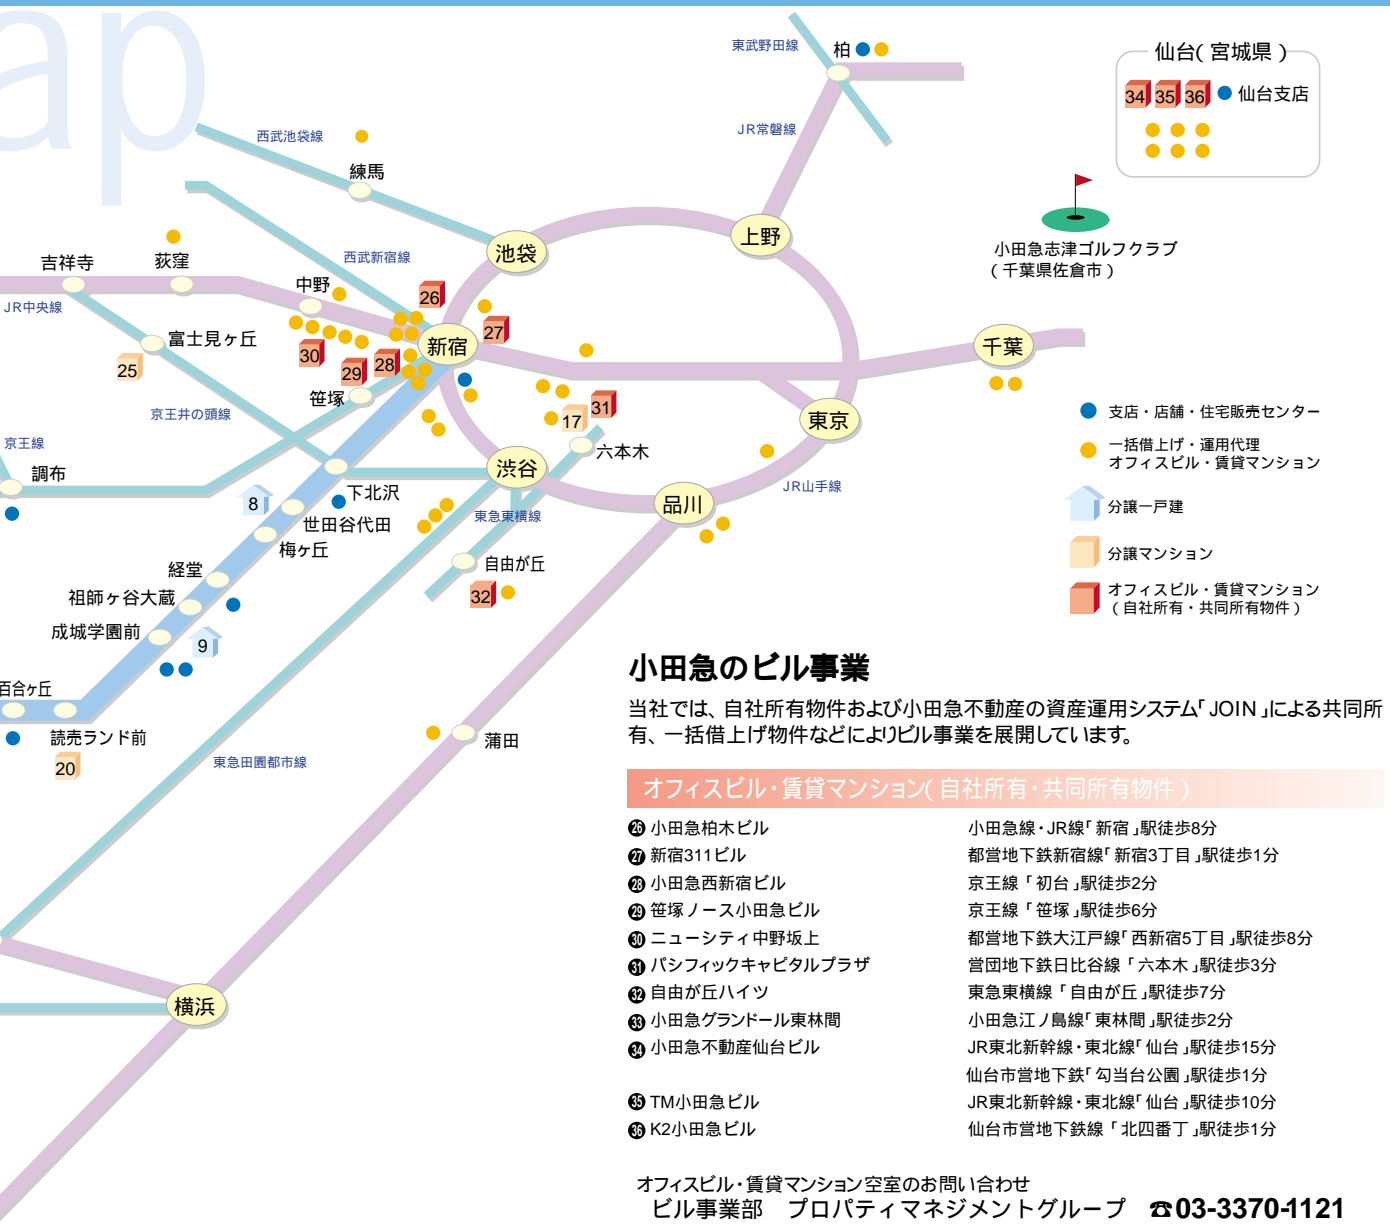 ap
東武野田線
柏
仙台(宮城県)
34 35 36 仙台支店
JR常磐線
西武池袋線
練馬
池袋
上野
小田急志津ゴルフクラブ
(千葉県佐倉市)
吉祥寺
荻窪
西武新宿線
中野
26
JR中央線
富士見ヶ丘
新宿
27
千葉
25
30
29
28
笹塚
京王井の頭線
31
17
東京
六本木
京王線
調布
渋谷
JR山手線
下北沢
8
世田谷代田
東急東横線
品川
梅ヶ丘
自由が丘
経堂
32
祖師ヶ谷大蔵
成城学園前
9
百合ヶ丘
読売ランド前
20
東急田園都市線
蒲田
横浜
支店・店舗・住宅販売センター
一括借上げ・運用代理
オフィスビル・賃貸マンション
分譲一戸建
分譲マンション
オフィスビル・賃貸マンション
(自社所有・共同所有物件)
小田急のビル事業
当社では、自社所有物件および小田急不動産の資産運用システム「JOIN」による共同所
有、一括借上げ物件などによりビル事業を展開しています。
オフィスビル・賃貸マンション(自社所有・共同所有物件)
㉖ 小田急柏木ビル 小田急線・JR線「新宿」駅徒歩8分
㉗ 新宿311ビル 都営地下鉄新宿線「新宿3丁目」駅徒歩1分
㉘ 小田急西新宿ビル 京王線「初台」駅徒歩2分
㉙ 笹塚ノース小田急ビル 京王線「笹塚」駅徒歩6分
㉚ ニューシティ中野坂上 都営地下鉄大江戸線「西新宿5丁目」駅徒歩8分
㉛ パシフィックキャピタルプラザ 営団地下鉄日比谷線「六本木」駅徒歩3分
㉜ 自由が丘ハイツ 東急東横線「自由が丘」駅徒歩7分
㉝ 小田急グランドール東林間 小田急江ノ島線「東林間」駅徒歩2分
㉞ 小田急不動産仙台ビル JR東北新幹線・東北線「仙台」駅徒歩15分
仙台市営地下鉄「勾当台公園」駅徒歩1分
㉟ TM小田急ビル JR東北新幹線・東北線「仙台」駅徒歩10分
㊱ K2小田急ビル 仙台市営地下鉄線「北四番丁」駅徒歩1分
オフィスビル・賃貸マンション空室のお問い合わせ
ビル事業部 プロパティマネジメントグループ ☎03-3370-1121